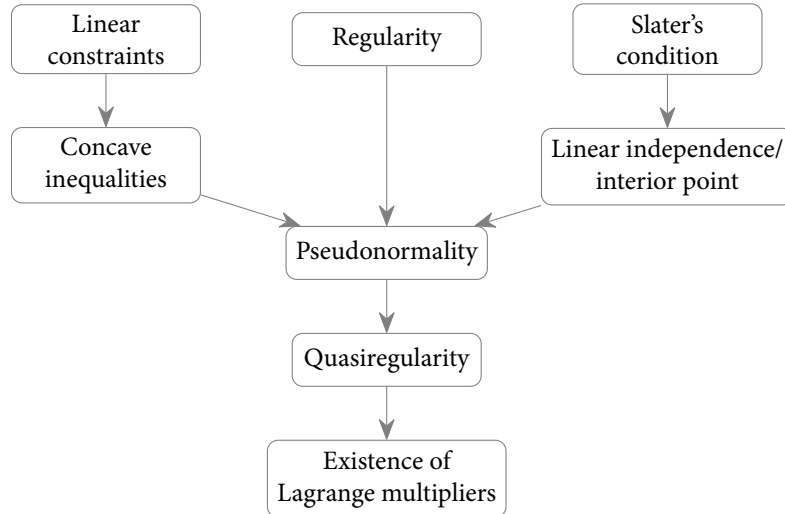 Linear
constraints
Regularity
Slater’s
condition
Concave
inequalities
Linear independence/
interior point
Pseudonormality
Quasiregularity
Existence of
Lagrange multipliers